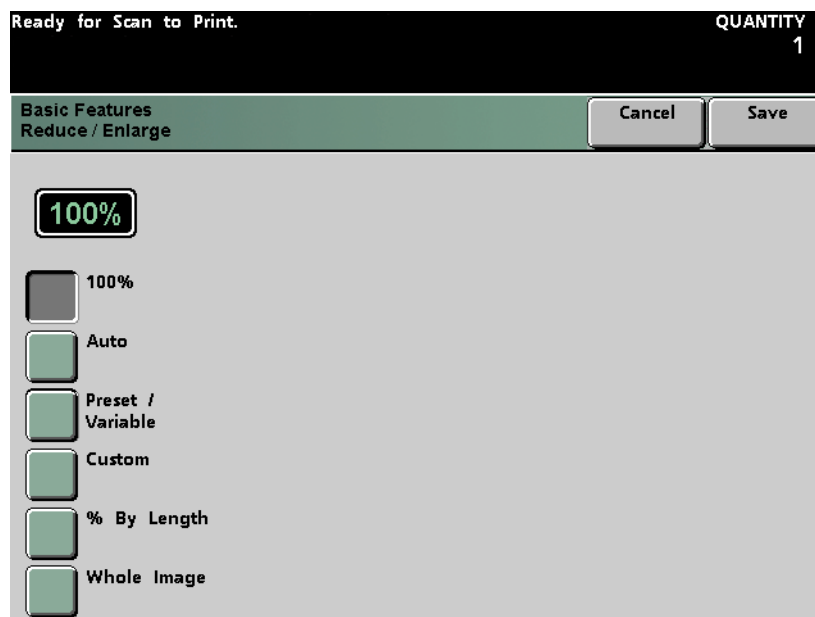 Ready for Scan to Print.
QUANTITY
1
Basic Features
Reduce / Enlarge
Cancel
Save
100%
100%
Auto
Preset /
Variable
Custom
% By Length
Whole Image